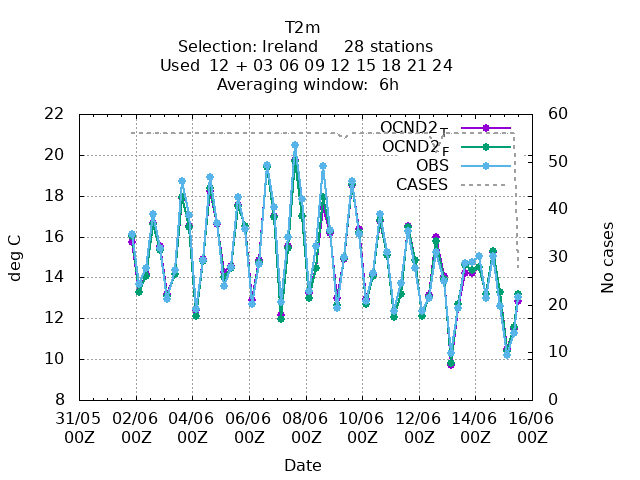 T2m
Selection: Ireland 28 stations
Used 12 + 03 06 09 12 15 18 21 24
Averaging window: 6h
22 60
OCND2_T
OCND2_F
OBS
CASES
20 50
18 40
16 30
14
12 20
10 10
8 0
deg C
No cases
31/05 02/06 04/06 06/06 08/06 10/06 12/06 14/06 16/06
00Z 00Z 00Z 00Z 00Z 00Z 00Z 00Z 00Z
Date